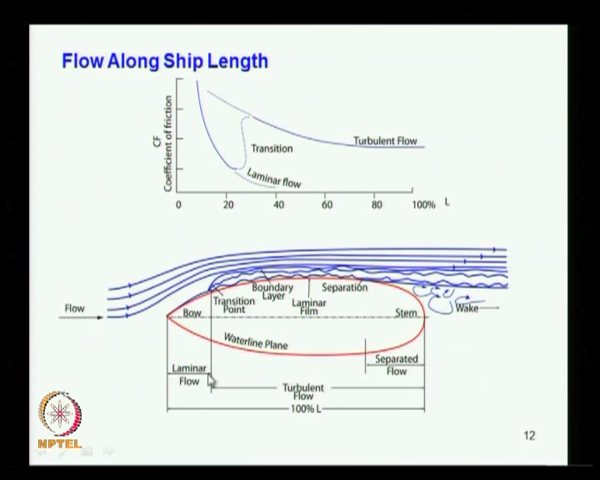 Flow Along Ship Length
CF
Coefficient of friction
Transition
Turbulent Flow
Laminar flow
0 20 40 60 80 100% L
Flow
Bow
Transition
Point
Boundary
Layer
Laminar
Film
Separation
Stem
Wake
Waterline Plane
Laminar
Flow
Separated
Flow
Turbulent
Flow
100% L
NPTEL
12